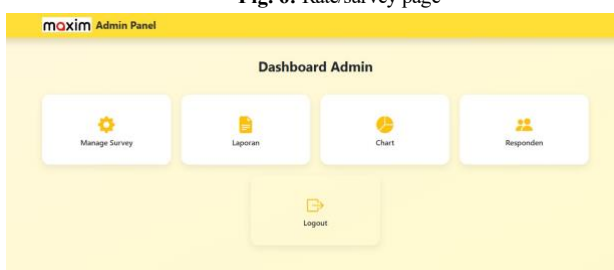 Fig. 6. Rate/survey page
maxim Admin Panel
Dashboard Admin
Manage Survey
Laporan
Chart
Responden
Logout